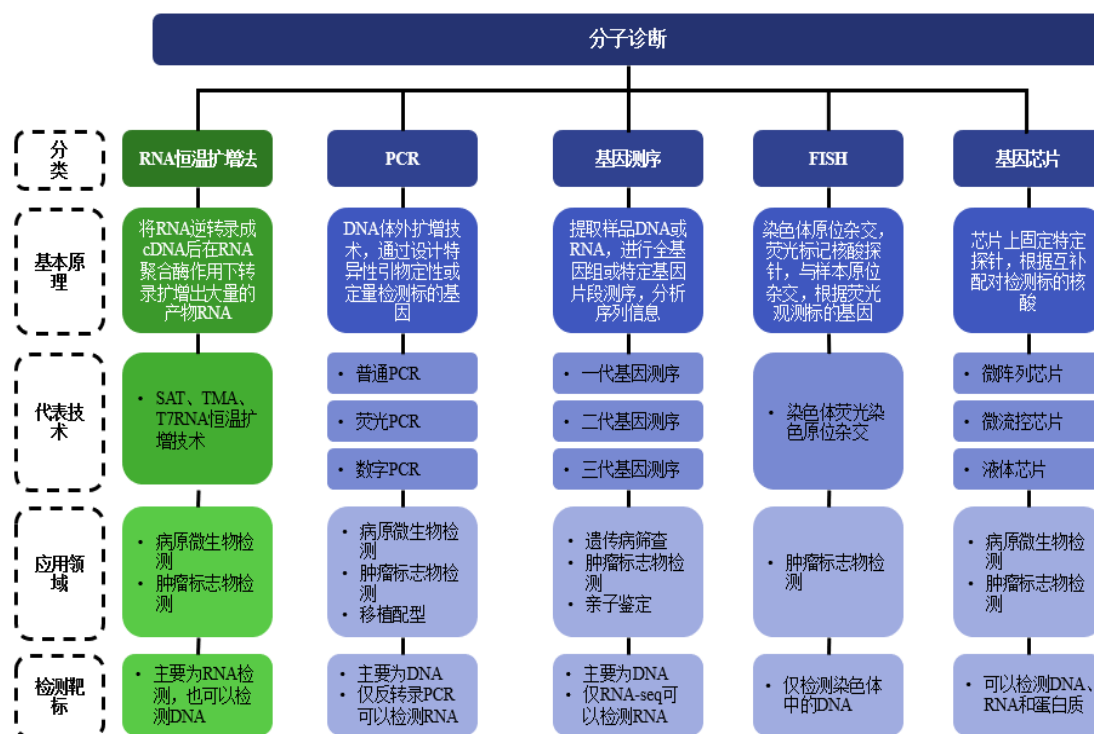 分子诊断
分
类
RNA恒温扩增法
PCR
基因测序
FISH
基因芯片
基本原
理
将RNA逆转录成
cDNA后在RNA
聚合酶作用下转
录扩增出大量的
产物RNA
DNA体外扩增技
术，通过设计特
异性引物定性或
定量检测标的基
因
提取样品DNA或
RNA，进行全基
因组或特定基因
片段测序，分析
序列信息
染色体原位杂交，
荧光标记核酸探
针，与样本原位
杂交，根据荧光
观测标的基因
芯片上固定特定
探针，根据互补
配对检测标的核
酸
代表技
术
• SAT、TMA、
T7RNA恒温扩
增技术
• 普通PCR
• 荧光PCR
• 数字PCR
• 一代基因测序
• 二代基因测序
• 三代基因测序
• 染色体荧光染
色原位杂交
• 微阵列芯片
• 微流控芯片
• 液体芯片
应用领
域
• 病原微生物检
测
• 肿瘤标志物检
测
• 病原微生物检
测
• 肿瘤标志物检
测
• 移植配型
• 遗传病筛查
• 肿瘤标志物检
测
• 亲子鉴定
• 肿瘤标志物检
测
• 病原微生物检
测
• 肿瘤标志物检
测
检测靶
标
• 主要为RNA检
测，也可以检
测DNA
• 主要为DNA
• 仅反转录PCR
可以检测RNA
• 主要为DNA
• 仅RNA-seq可
以检测RNA
• 仅检测染色体
中的DNA
• 可以检测DNA、
RNA和蛋白质